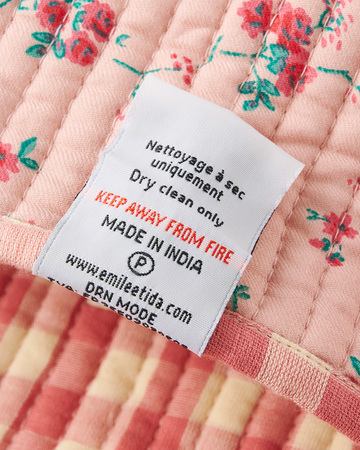 Nettoyage à sec
uniquement
Dry clean only
KEEP AWAY FROM FIRE
MADE IN INDIA
P
www.emileetida.com
DRN MODE